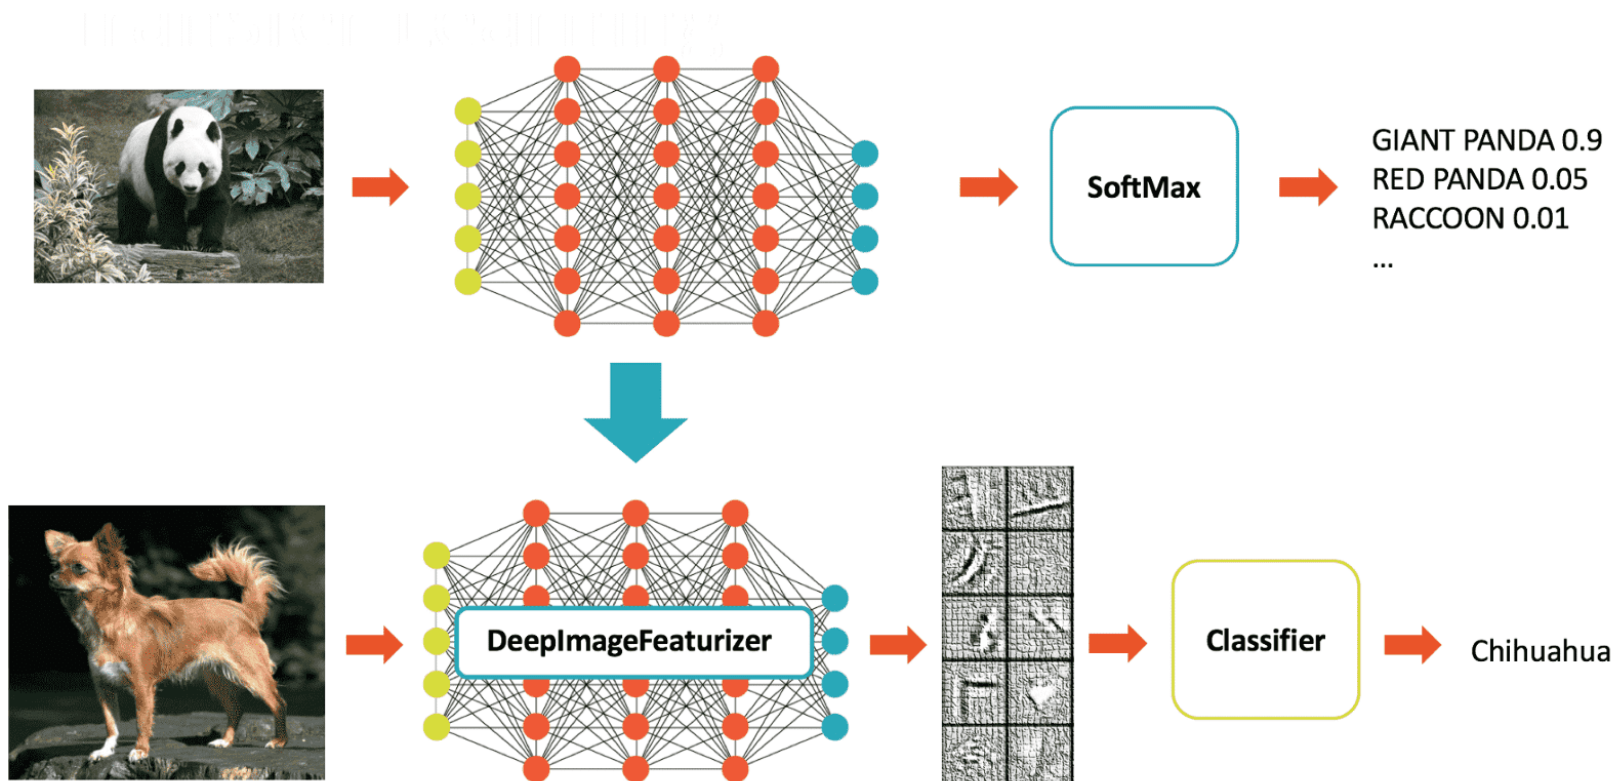 SoftMax
GIANT PANDA 0.9
RED PANDA 0.05
RACCOON 0.01
...
DeepImageFeaturizer
Classifier
Chihuahua